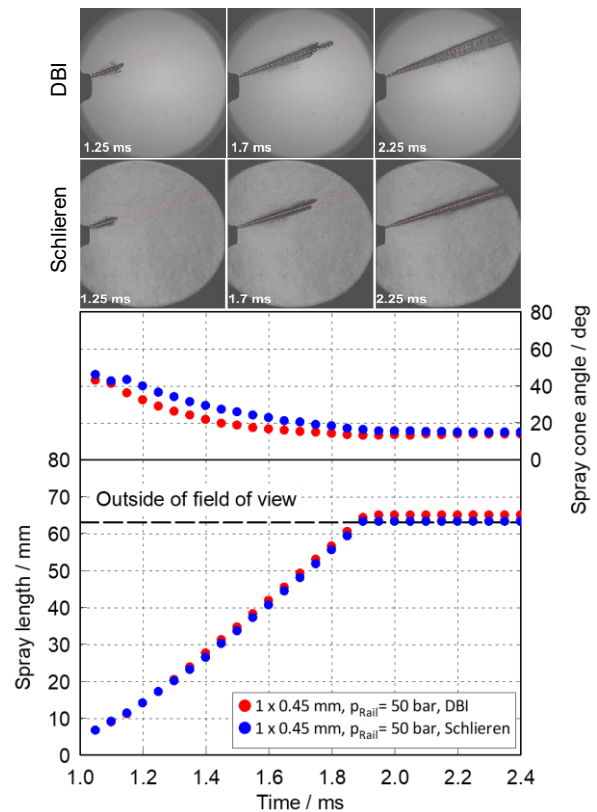 DBI
1.25 ms
1.7 ms
2.25 ms
Schlieren
1.25 ms
1.7 ms
2.25 ms
80
60
40
20
0
Spray cone angle / deg
80
70
60
50
40
30
20
10
0
Spray length / mm
Outside of field of view
1 x 0.45 mm, pRail= 50 bar, DBI
1 x 0.45 mm, pRail= 50 bar, Schlieren
1.0 1.2 1.4 1.6 1.8 2.0 2.2 2.4
Time / ms